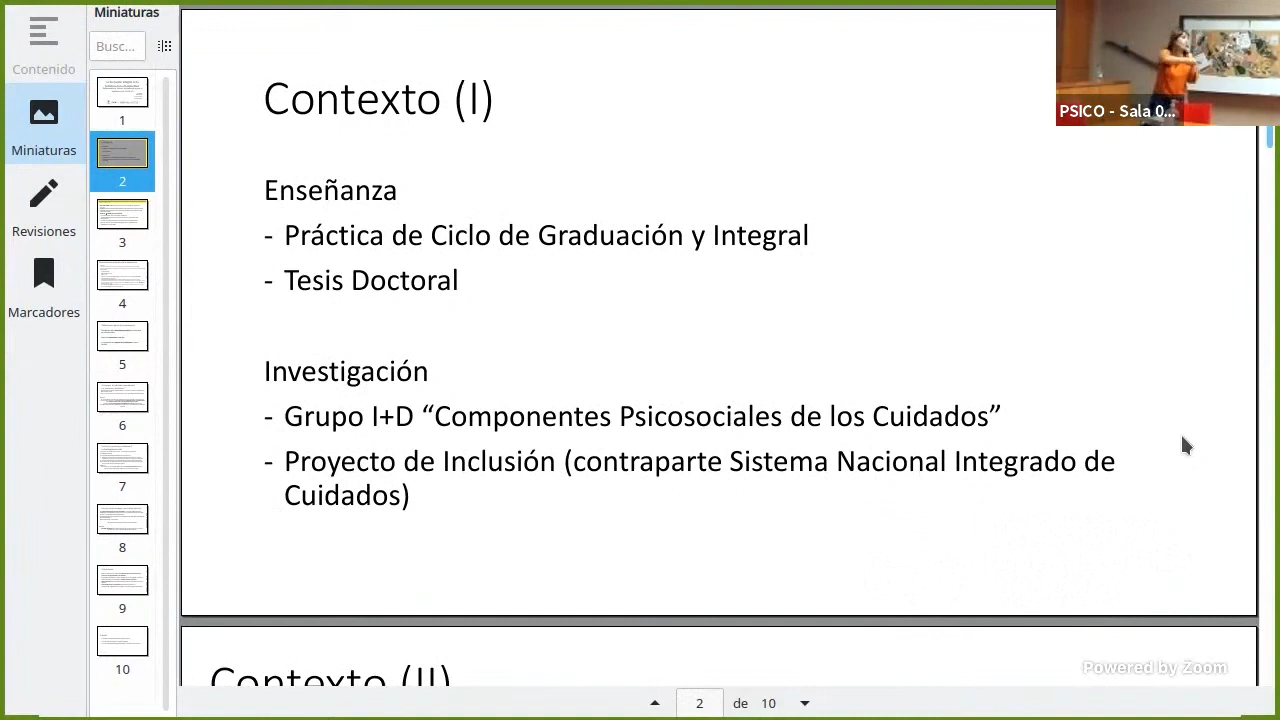 Contenido
Miniaturas
Revisiones
Marcadores
Miniaturas
Busc...
1
2
3
4
5
6
7
8
9
10
Contexto (I)
Enseñanza
- Práctica de Ciclo de Graduación y Integral
- Tesis Doctoral
Investigación
- Grupo I+D “Componentes Psicosociales de los Cuidados”
- Proyecto de Inclusión (contraparte Sistema Nacional Integrado de
Cuidados)
Contexto (II)
PSICO - Sala 0...
Powered by Zoom
2 de 10